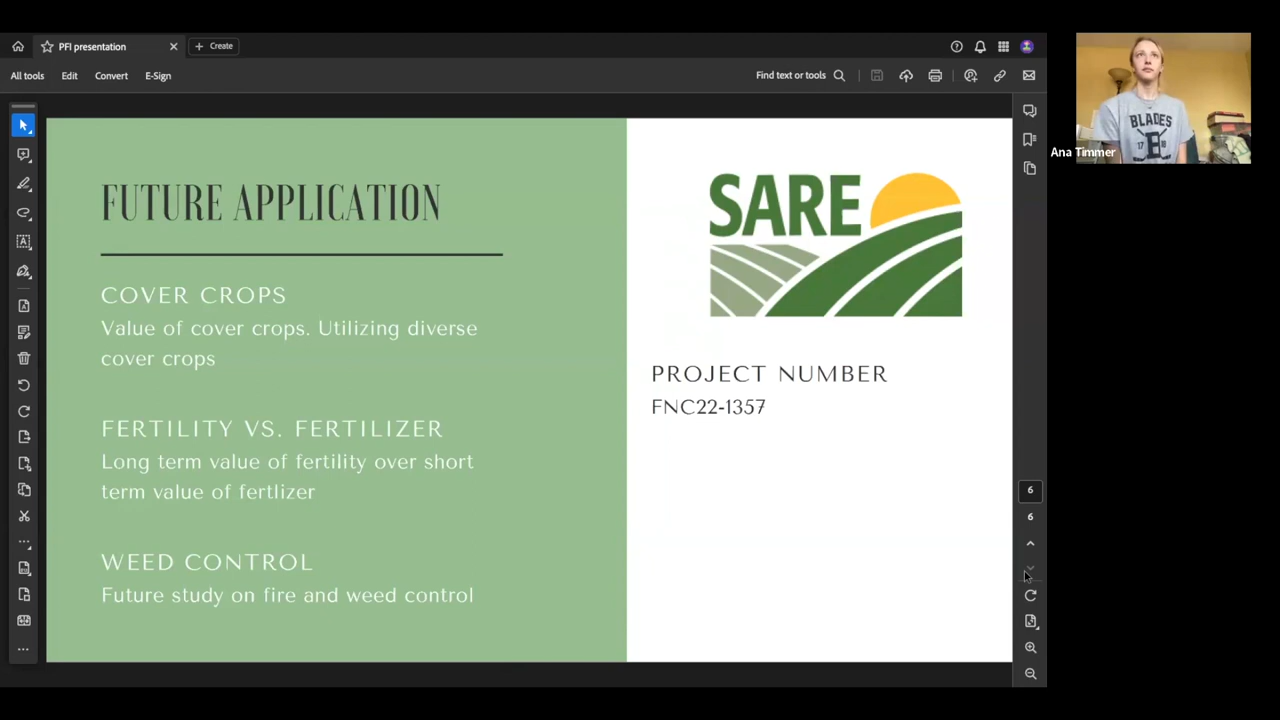 PFI presentation
Create
All tools
Edit
Convert
E-Sign
Find text or tools
FUTURE APPLICATION
COVER CROPS
Value of cover crops. Utilizing diverse
cover crops
FERTILITY VS. FERTILIZER
Long term value of fertility over short
term value of fertlizer
WEED CONTROL
Future study on fire and weed control
SARE
PROJECT NUMBER
FNC22-1357
6
6
BLADES
17
Ana Timmer